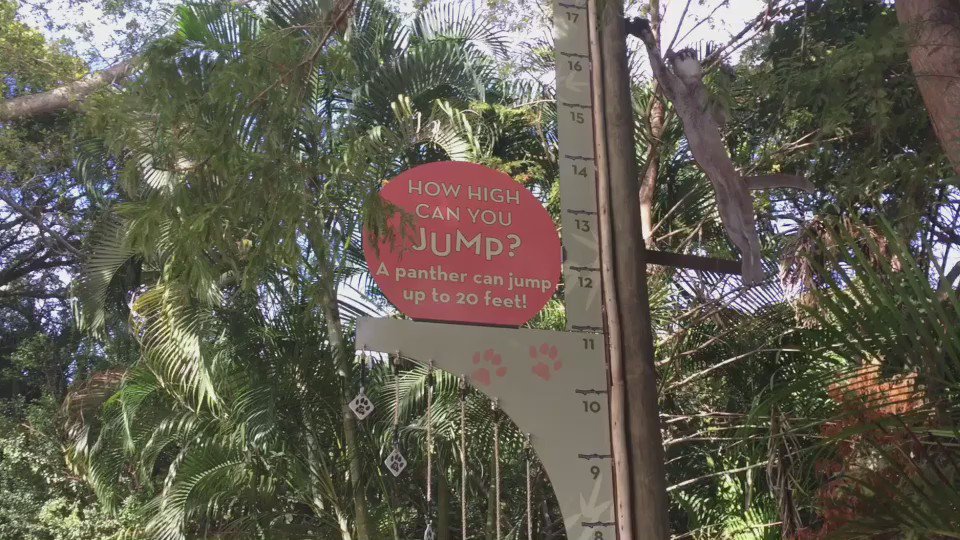 17
16
15
14
HOW HIGH
CAN YOU
JUMP?
13
A panther can jump
12
up to 20 feet!
11
10
9
8